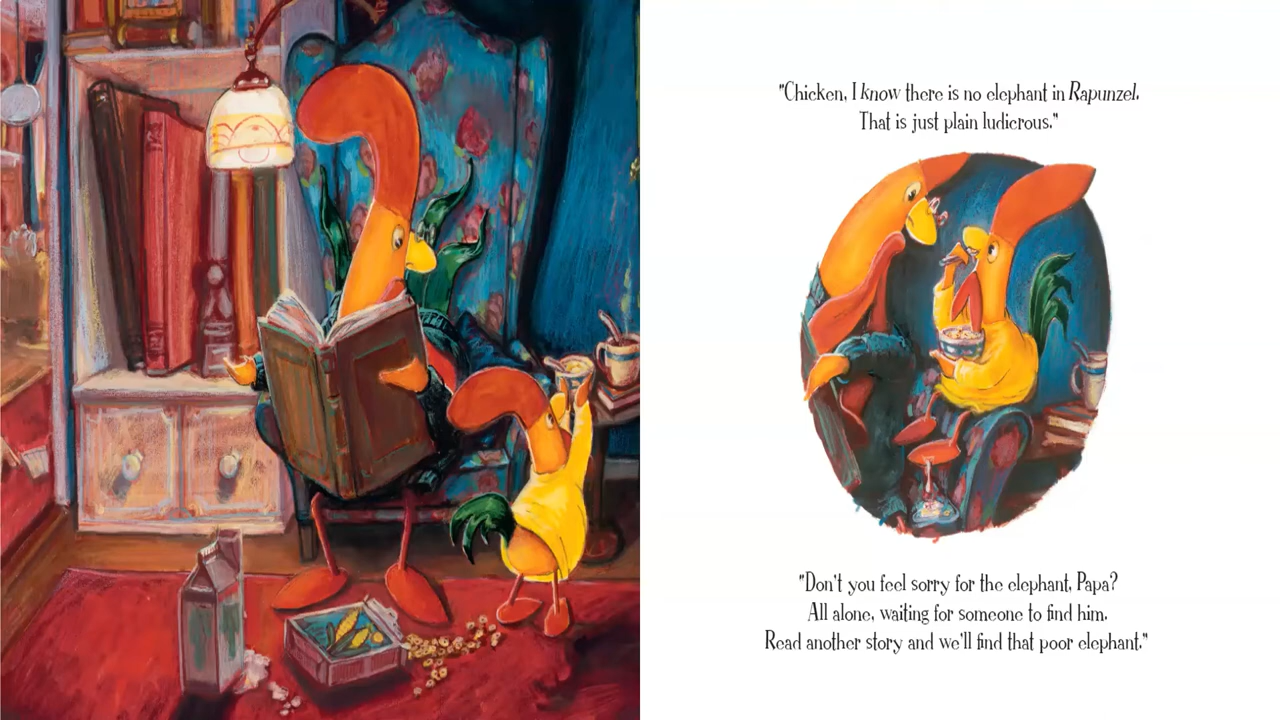 "Chicken, I know there is no elephant in Rapunzel.
That is just plain ludicrous."
"Don't you feel sorry for the elephant, Papa?
All alone, waiting for someone to find him.
Read another story and we'll find that poor elephant."